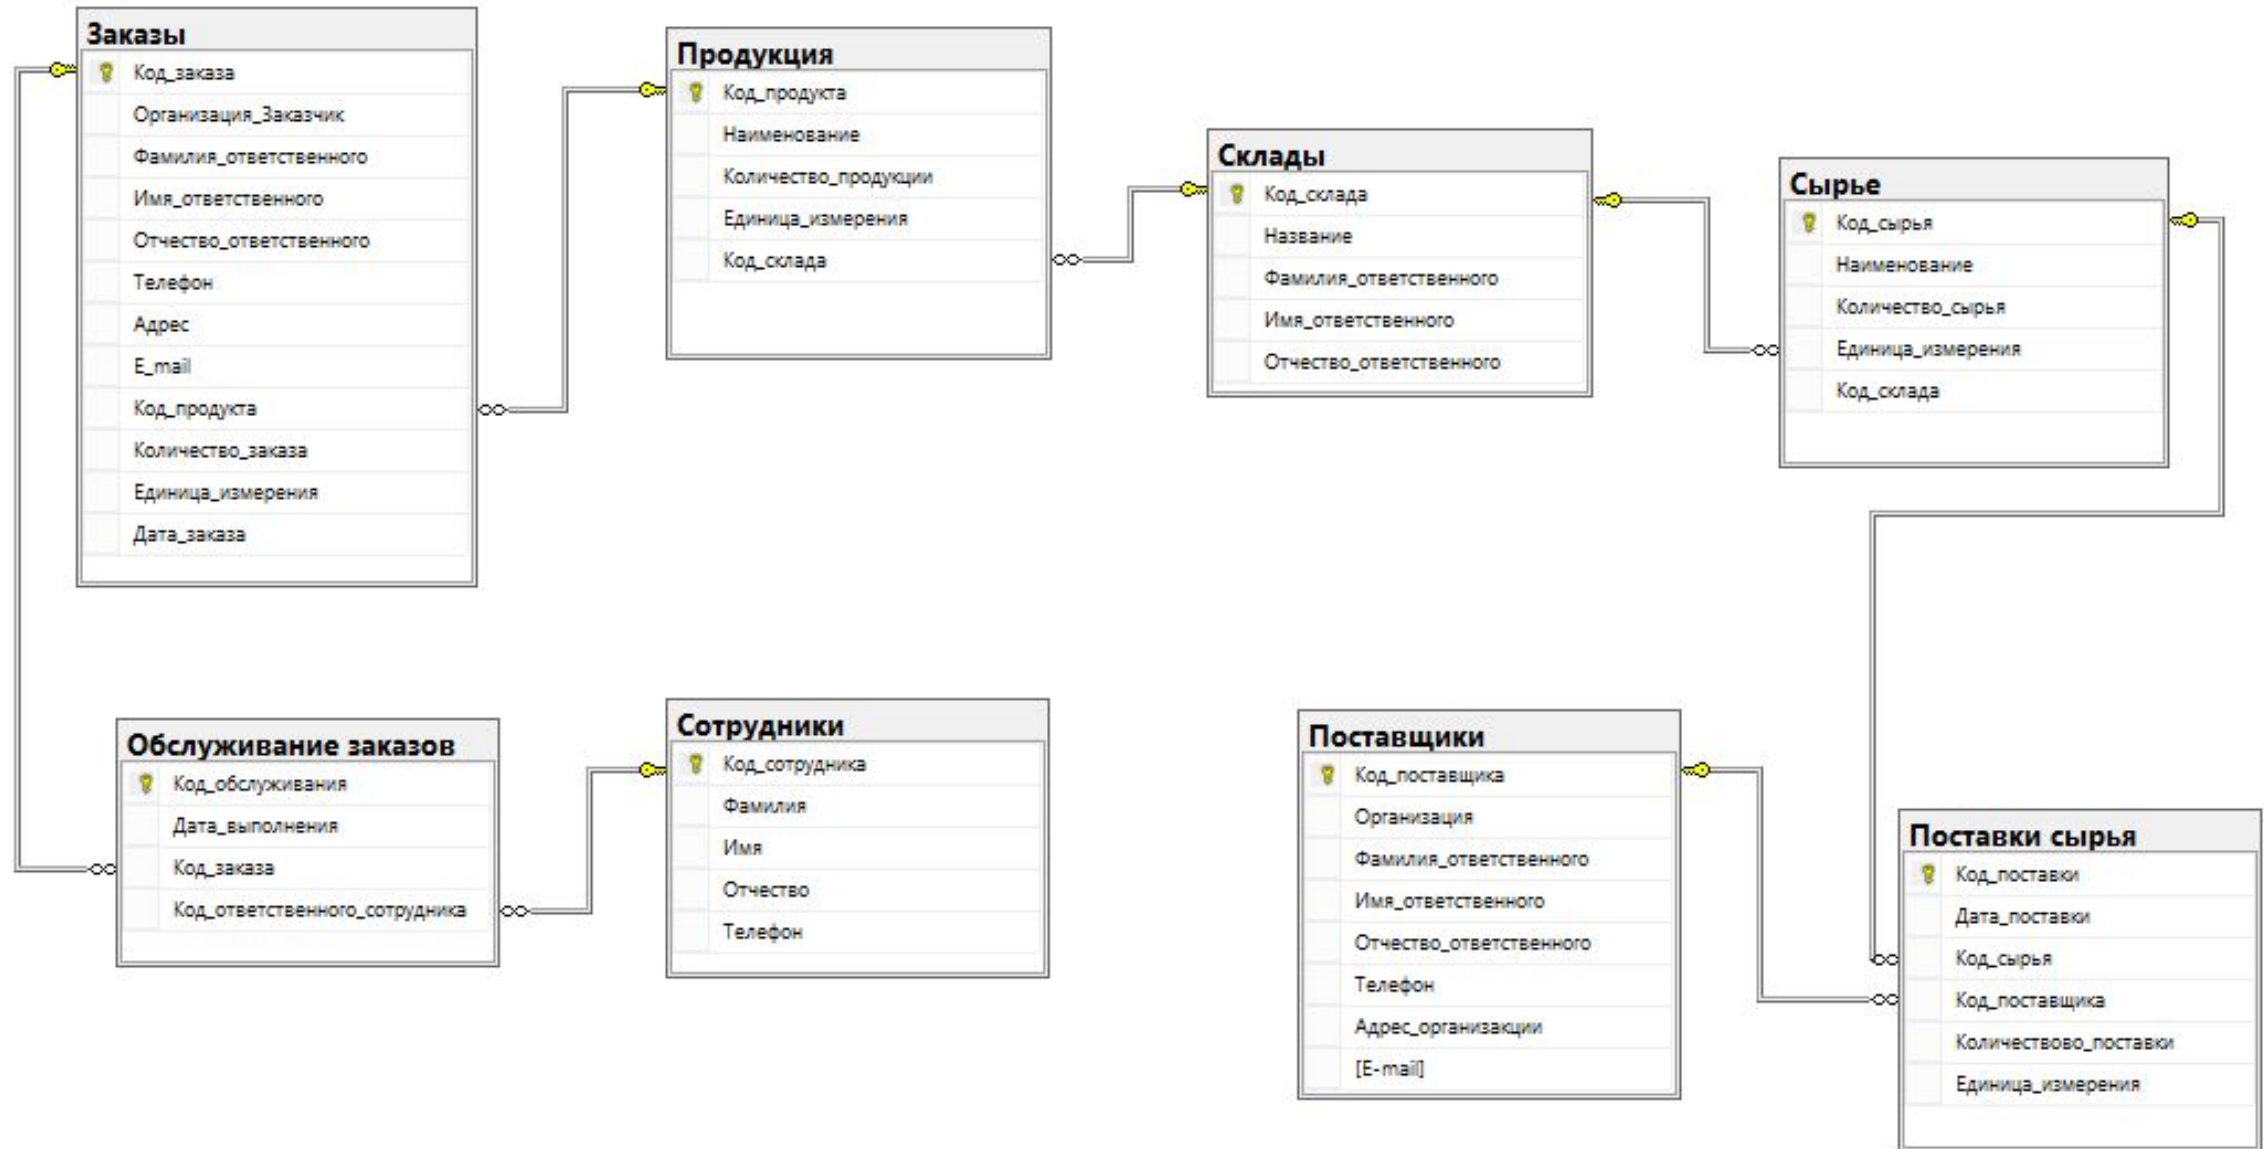 Заказы
Код_заказа
Организация_Заказчик
Фамилия_ответственного
Имя_ответственного
Отчество_ответственного
Телефон
Адрес
E_mail
Код_продукта
Количество_заказа
Единица_измерения
Дата_заказа
Продукция
Код_продукта
Наименование
Количество_продукции
Единица_измерения
Код_склада
Склады
Код_склада
Название
Фамилия_ответственного
Имя_ответственного
Отчество_ответственного
Сырье
Код_сырья
Наименование
Количество_сырья
Единица_измерения
Код_склада
Обслуживание заказов
Код_обслуживания
Дата_выполнения
Код_заказа
Код_ответственного_сотрудника
Сотрудники
Код_сотрудника
Фамилия
Имя
Отчество
Телефон
Поставщики
Код_поставщика
Организация
Фамилия_ответственного
Имя_ответственного
Отчество_ответственного
Телефон
Адрес_организакции
[E-mail]
Поставки сырья
Код_поставки
Дата_поставки
Код_сырья
Код_поставщика
Количествово_поставки
Единица_измерения